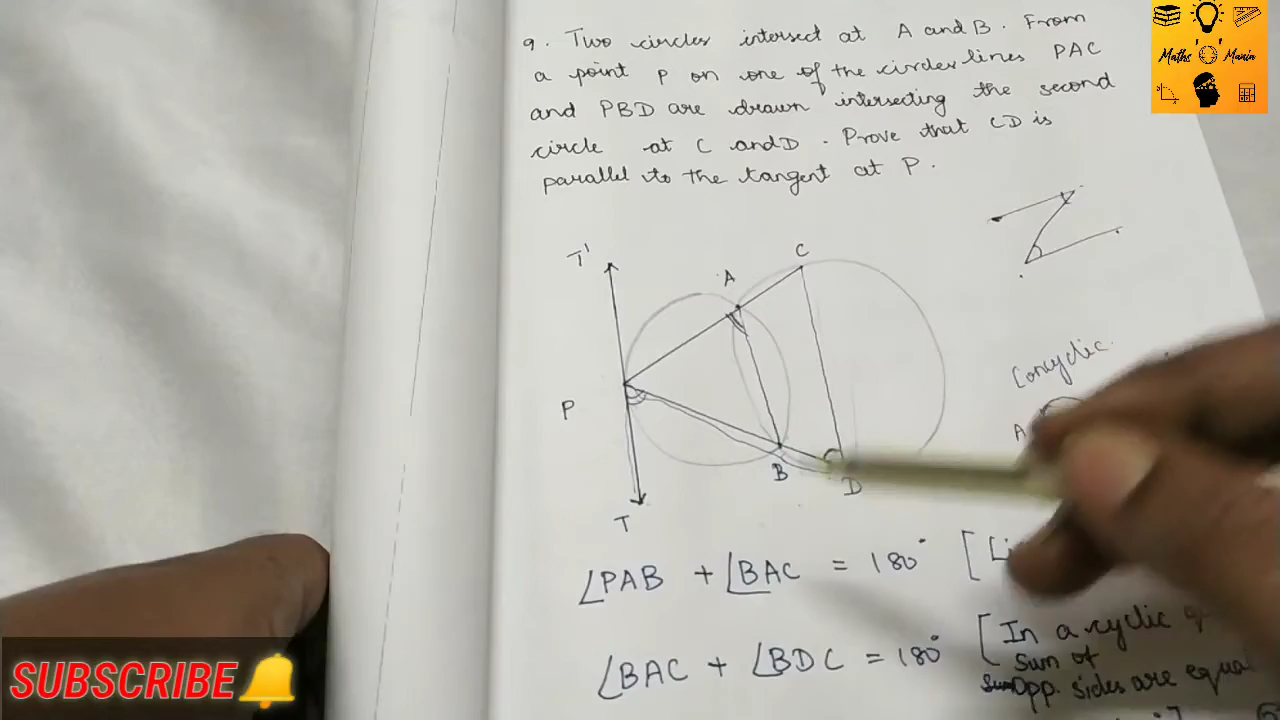 9. Two circles intersect at A and B. From
a point P on one of the circles, lines PAC
and PBD are drawn intersecting the second
circle at C and D. Prove that CD is
parallel to the tangent at P.
Maths Mania
T'
C
A
P
B
D
T
Concyclic.
A
∠PAB + ∠BAC = 180° [
∠BAC + ∠BDC = 180° [In a cyclic
Sum of
Opp. sides are equal
SUBSCRIBE